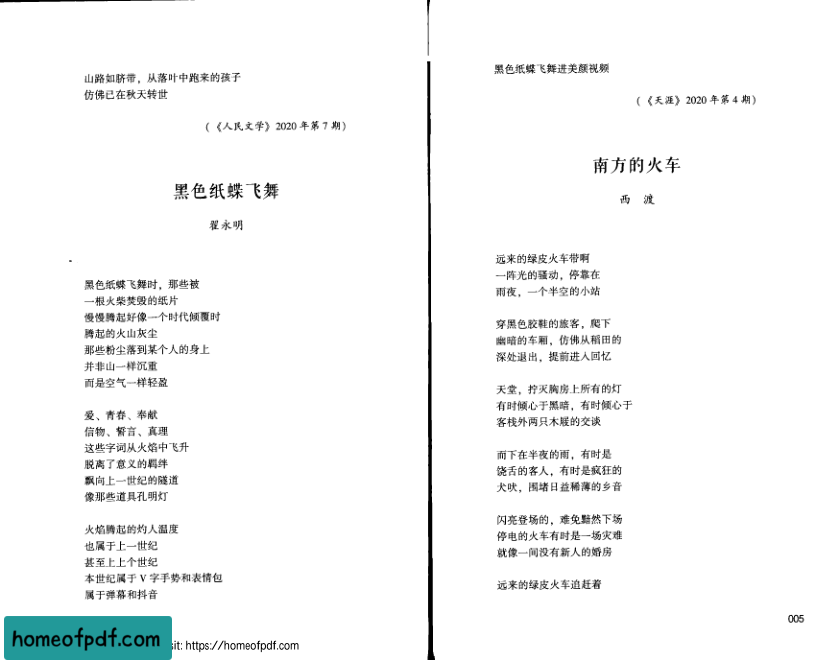 山路如脐带，从落叶中跑来的孩子
仿佛已在秋天转世
（《人民文学》2020 年第 7 期）
黑色纸蝶飞舞
翟永明
黑色纸蝶飞舞时，那些被
一根火柴焚毁的纸片
慢慢腾起好像一个时代倾覆时
腾起的火山灰尘
那些粉尘落到某个人的身上
并非山一样沉重
而是空气一样轻盈
爱、青春、奉献
信物、誓言、真理
这些字词从火焰中飞升
脱离了意义的羁绊
飘向上一世纪的隧道
像那些道具孔明灯
火焰腾起的灼人温度
也属于上一世纪
甚至上上个世纪
本世纪属于 V 字手势和表情包
属于弹幕和抖音
homeofpdf.com
sit: https://homeofpdf.com
黑色纸蝶飞舞进美颜视频
（《天涯》2020 年第 4 期）
南方的火车
西 渡
远来的绿皮火车带啊
一阵光的骚动，停靠在
雨夜，一个半空的小站
穿黑色胶鞋的旅客，爬下
幽暗的车厢，仿佛从稻田的
深处退出，提前进入回忆
天堂，拧灭胸房上所有的灯
有时倾心于黑暗，有时倾心于
客栈外两只木屐的交谈
而下在半夜的雨，有时是
饶舌的客人，有时是疯狂的
犬吠，围堵日益稀薄的乡音
闪亮登场的，难免黯然下场
停电的火车有时是一场灾难
就像一间没有新人的婚房
远来的绿皮火车追赶着
005